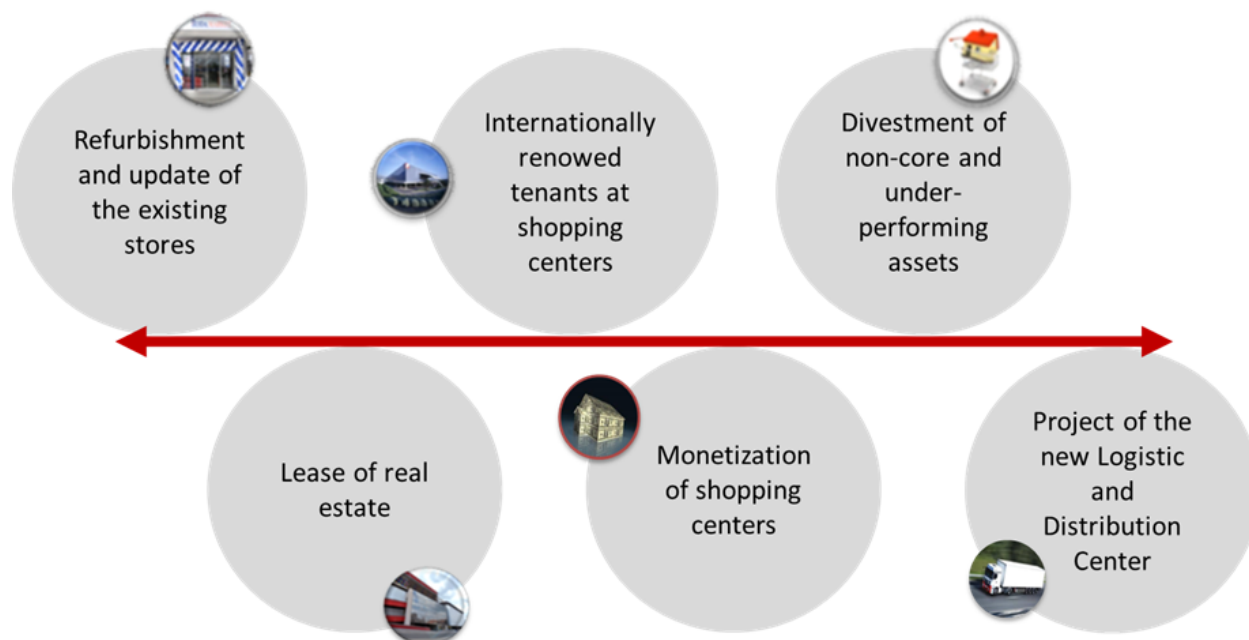 Refurbishment
and update of
the existing
stores
Internationally
renowed
tenants at
shopping
centers
Divestment of
non-core and
under-
performing
assets
Lease of real
estate
Monetization
of shopping
centers
Project of the
new Logistic
and
Distribution
Center